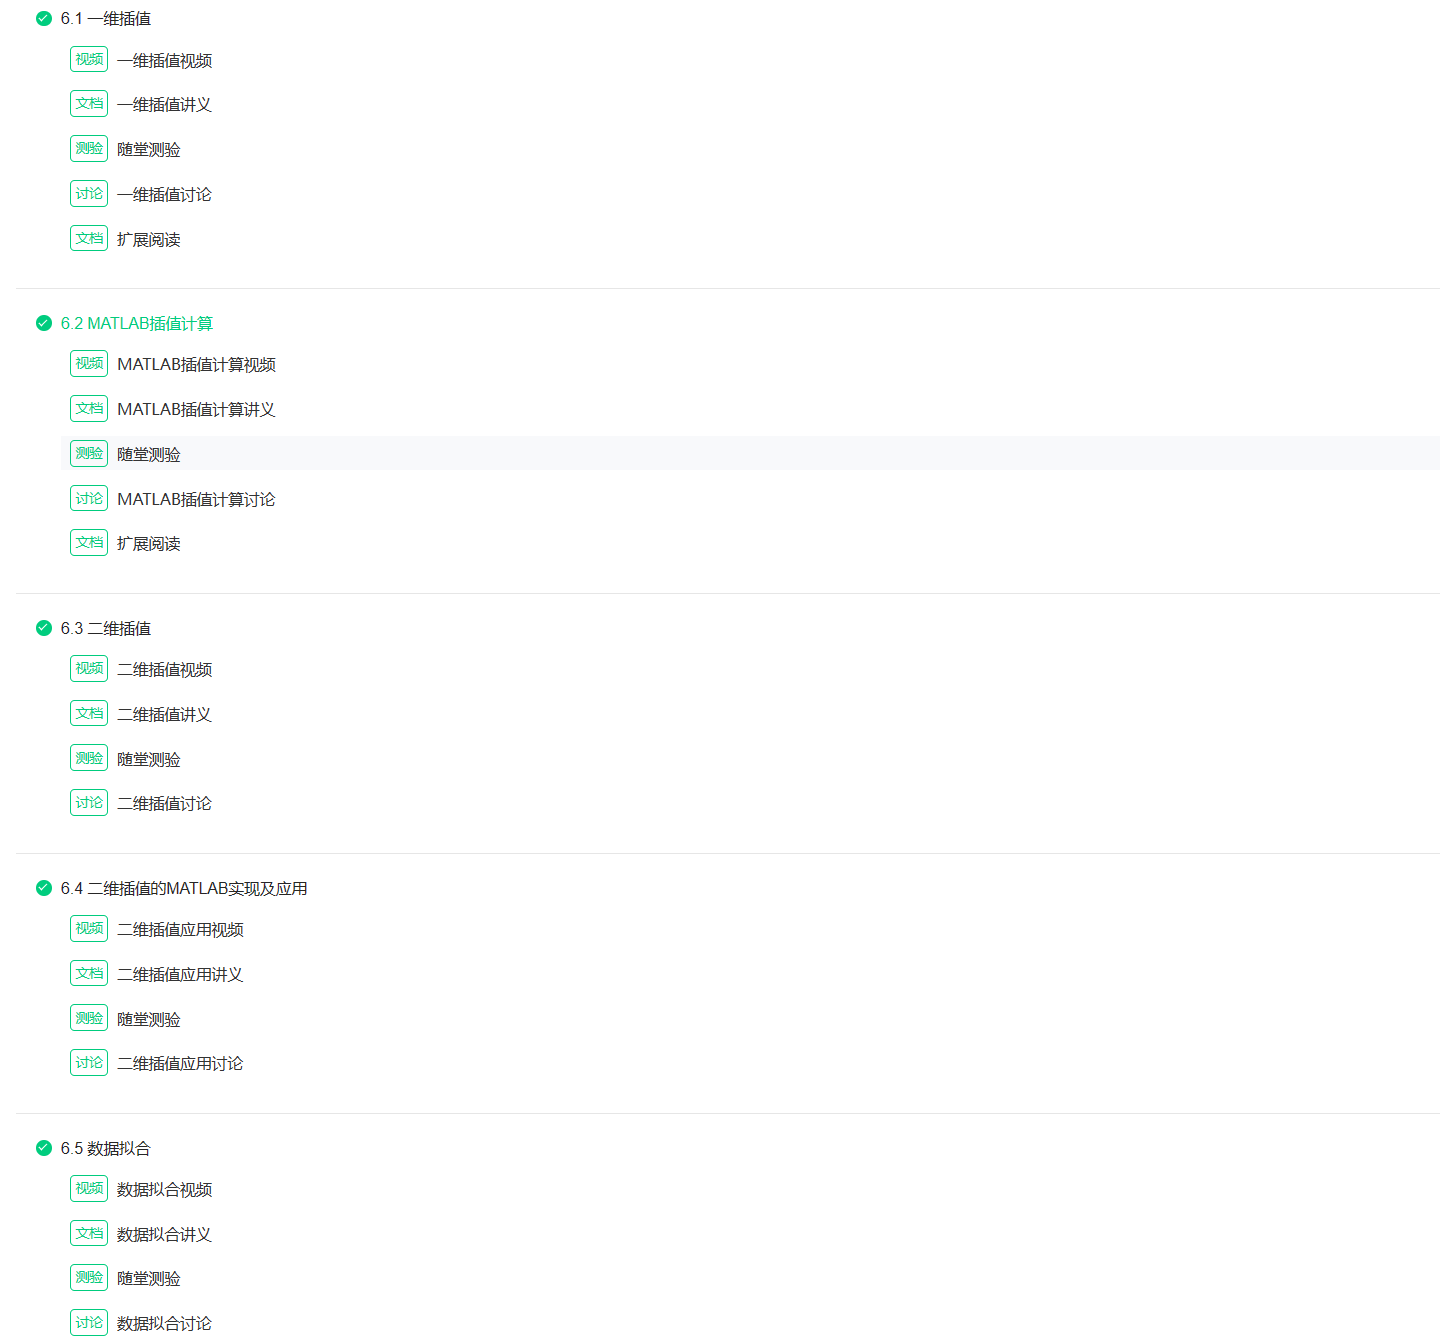 6.1 一维插值
视频 一维插值视频
文档 一维插值讲义
测验 随堂测验
讨论 一维插值讨论
文档 扩展阅读
6.2 MATLAB插值计算
视频 MATLAB插值计算视频
文档 MATLAB插值计算讲义
测验 随堂测验
讨论 MATLAB插值计算讨论
文档 扩展阅读
6.3 二维插值
视频 二维插值视频
文档 二维插值讲义
测验 随堂测验
讨论 二维插值讨论
6.4 二维插值的MATLAB实现及应用
视频 二维插值应用视频
文档 二维插值应用讲义
测验 随堂测验
讨论 二维插值应用讨论
6.5 数据拟合
视频 数据拟合视频
文档 数据拟合讲义
测验 随堂测验
讨论 数据拟合讨论